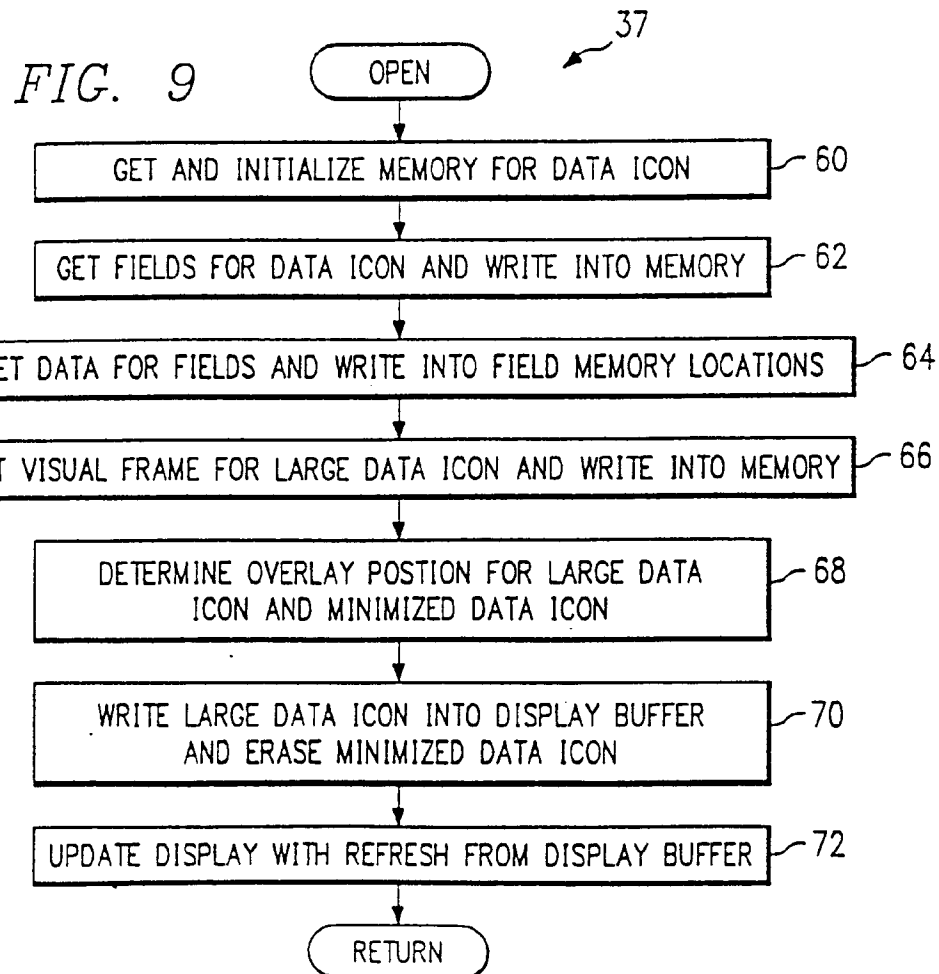 37
FIG. 9
OPEN
GET AND INITIALIZE MEMORY FOR DATA ICON
60
GET FIELDS FOR DATA ICON AND WRITE INTO MEMORY
62
ET DATA FOR FIELDS AND WRITE INTO FIELD MEMORY LOCATIONS
64
T VISUAL FRAME FOR LARGE DATA ICON AND WRITE INTO MEMORY
66
DETERMINE OVERLAY POSTION FOR LARGE DATA
ICON AND MINIMIZED DATA ICON
68
WRITE LARGE DATA ICON INTO DISPLAY BUFFER
AND ERASE MINIMIZED DATA ICON
70
UPDATE DISPLAY WITH REFRESH FROM DISPLAY BUFFER
72
RETURN